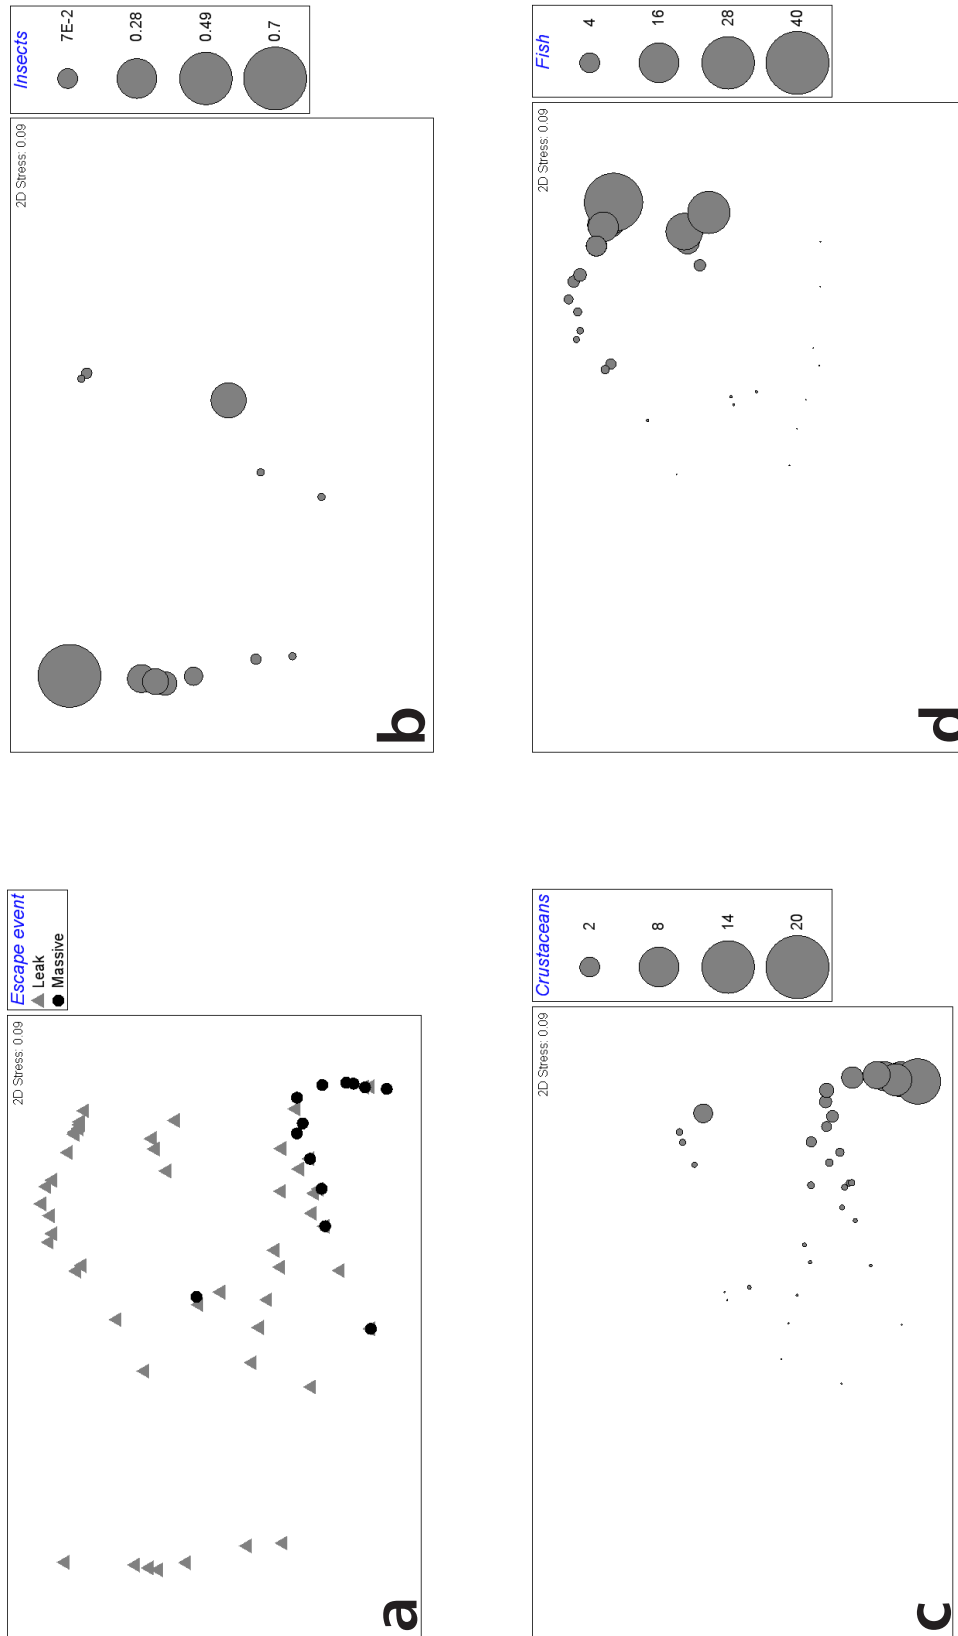 Escape event
Leak
Massive
2D Stress: 0.09
a
Insects
7E-2
0.28
0.49
0.7
2D Stress: 0.09
b
Crustaceans
2
8
14
20
2D Stress: 0.09
c
Fish
4
16
28
40
2D Stress: 0.09
d